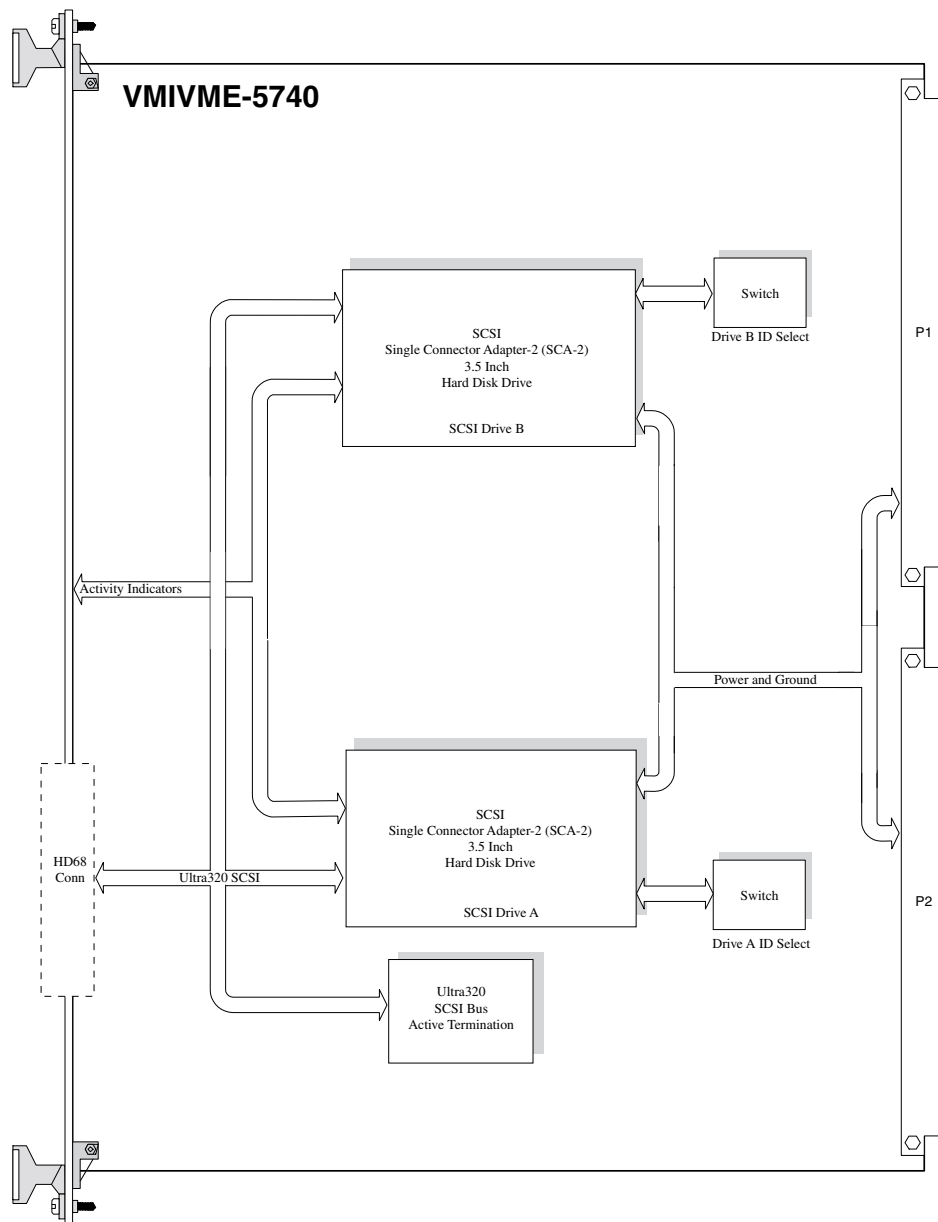 VMIVME-5740
SCSI
Single Connector Adapter-2 (SCA-2)
3.5 Inch
Hard Disk Drive
SCSI Drive B
Switch
Drive B ID Select
P1
Activity Indicators
Power and Ground
SCSI
Single Connector Adapter-2 (SCA-2)
3.5 Inch
Hard Disk Drive
SCSI Drive A
HD68
Conn
Ultra320 SCSI
Switch
Drive A ID Select
P2
Ultra320
SCSI Bus
Active Termination